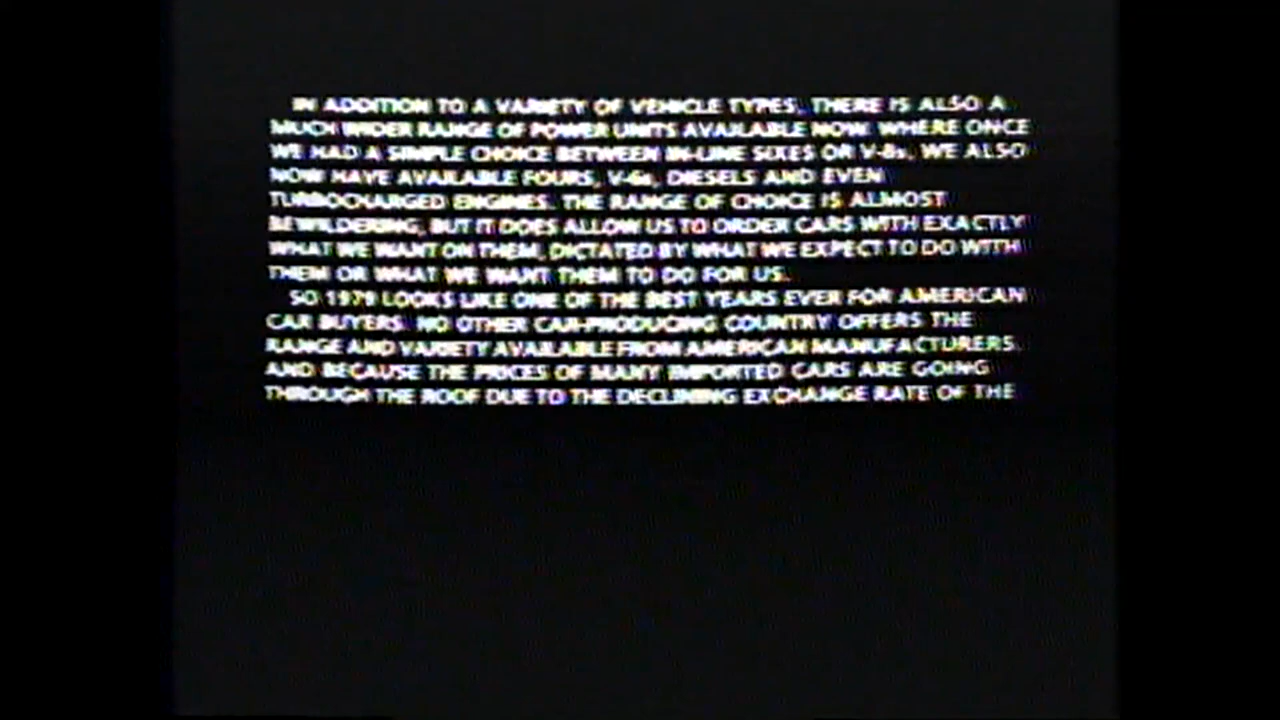 IN ADDITION TO A VARIETY OF VEHICLE TYPES, THERE IS ALSO A
MUCH WIDER RANGE OF POWER UNITS AVAILABLE NOW. WHERE ONCE
WE HAD A SIMPLE CHOICE BETWEEN IN-LINE SIXES OR V-8s, WE ALSO
NOW HAVE AVAILABLE FOURS, V-6s, DIESELS AND EVEN
TURBOCHARGED ENGINES. THE RANGE OF CHOICE IS ALMOST
BEWILDERING, BUT IT DOES ALLOW US TO ORDER CARS WITH EXACTLY
WHAT WE WANT ON THEM, DICTATED BY WHAT WE EXPECT TO DO WITH
THEM OR WHAT WE WANT THEM TO DO FOR US.
SO 1979 LOOKS LIKE ONE OF THE BEST YEARS EVER FOR AMERICAN
CAR BUYERS. NO OTHER CAR-PRODUCING COUNTRY OFFERS THE
RANGE AND VARIETY AVAILABLE FROM AMERICAN MANUFACTURERS.
AND BECAUSE THE PRICES OF MANY IMPORTED CARS ARE GOING
THROUGH THE ROOF DUE TO THE DECLINING EXCHANGE RATE OF THE